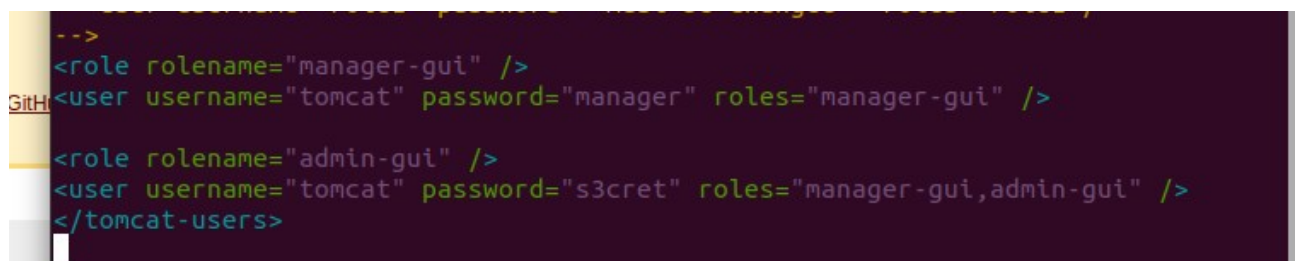 -->
<role rolename="manager-gui" />
<user username="tomcat" password="manager" roles="manager-gui" />
<role rolename="admin-gui" />
<user username="tomcat" password="s3cret" roles="manager-gui,admin-gui" />
</tomcat-users>